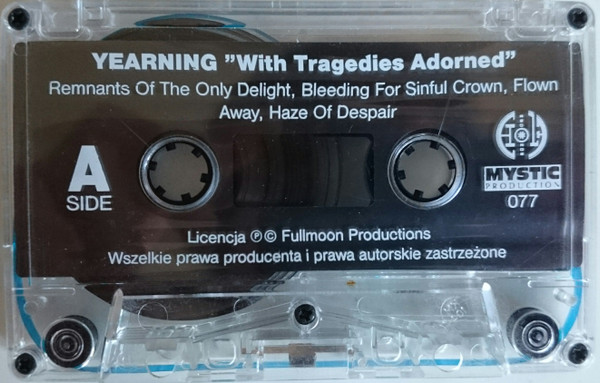 YEARNING "With Tragedies Adorned"
Remnants Of The Only Delight, Bleeding For Sinful Crown, Flown
Away, Haze Of Despair
A
SIDE
MYSTIC
PRODUCTION
077
Licencja ℗© Fullmoon Productions
Wszelkie prawa producenta i prawa autorskie zastrzeżone